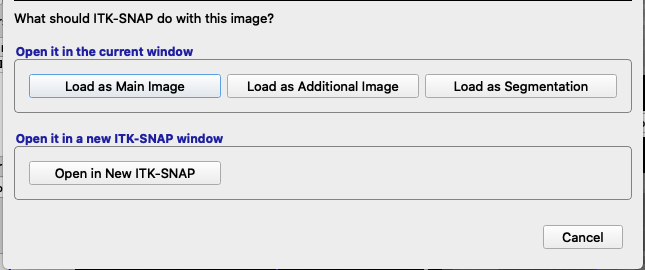 What should ITK-SNAP do with this image?
Open it in the current window
Load as Main Image Load as Additional Image Load as Segmentation
Open it in a new ITK-SNAP window
Open in New ITK-SNAP
Cancel